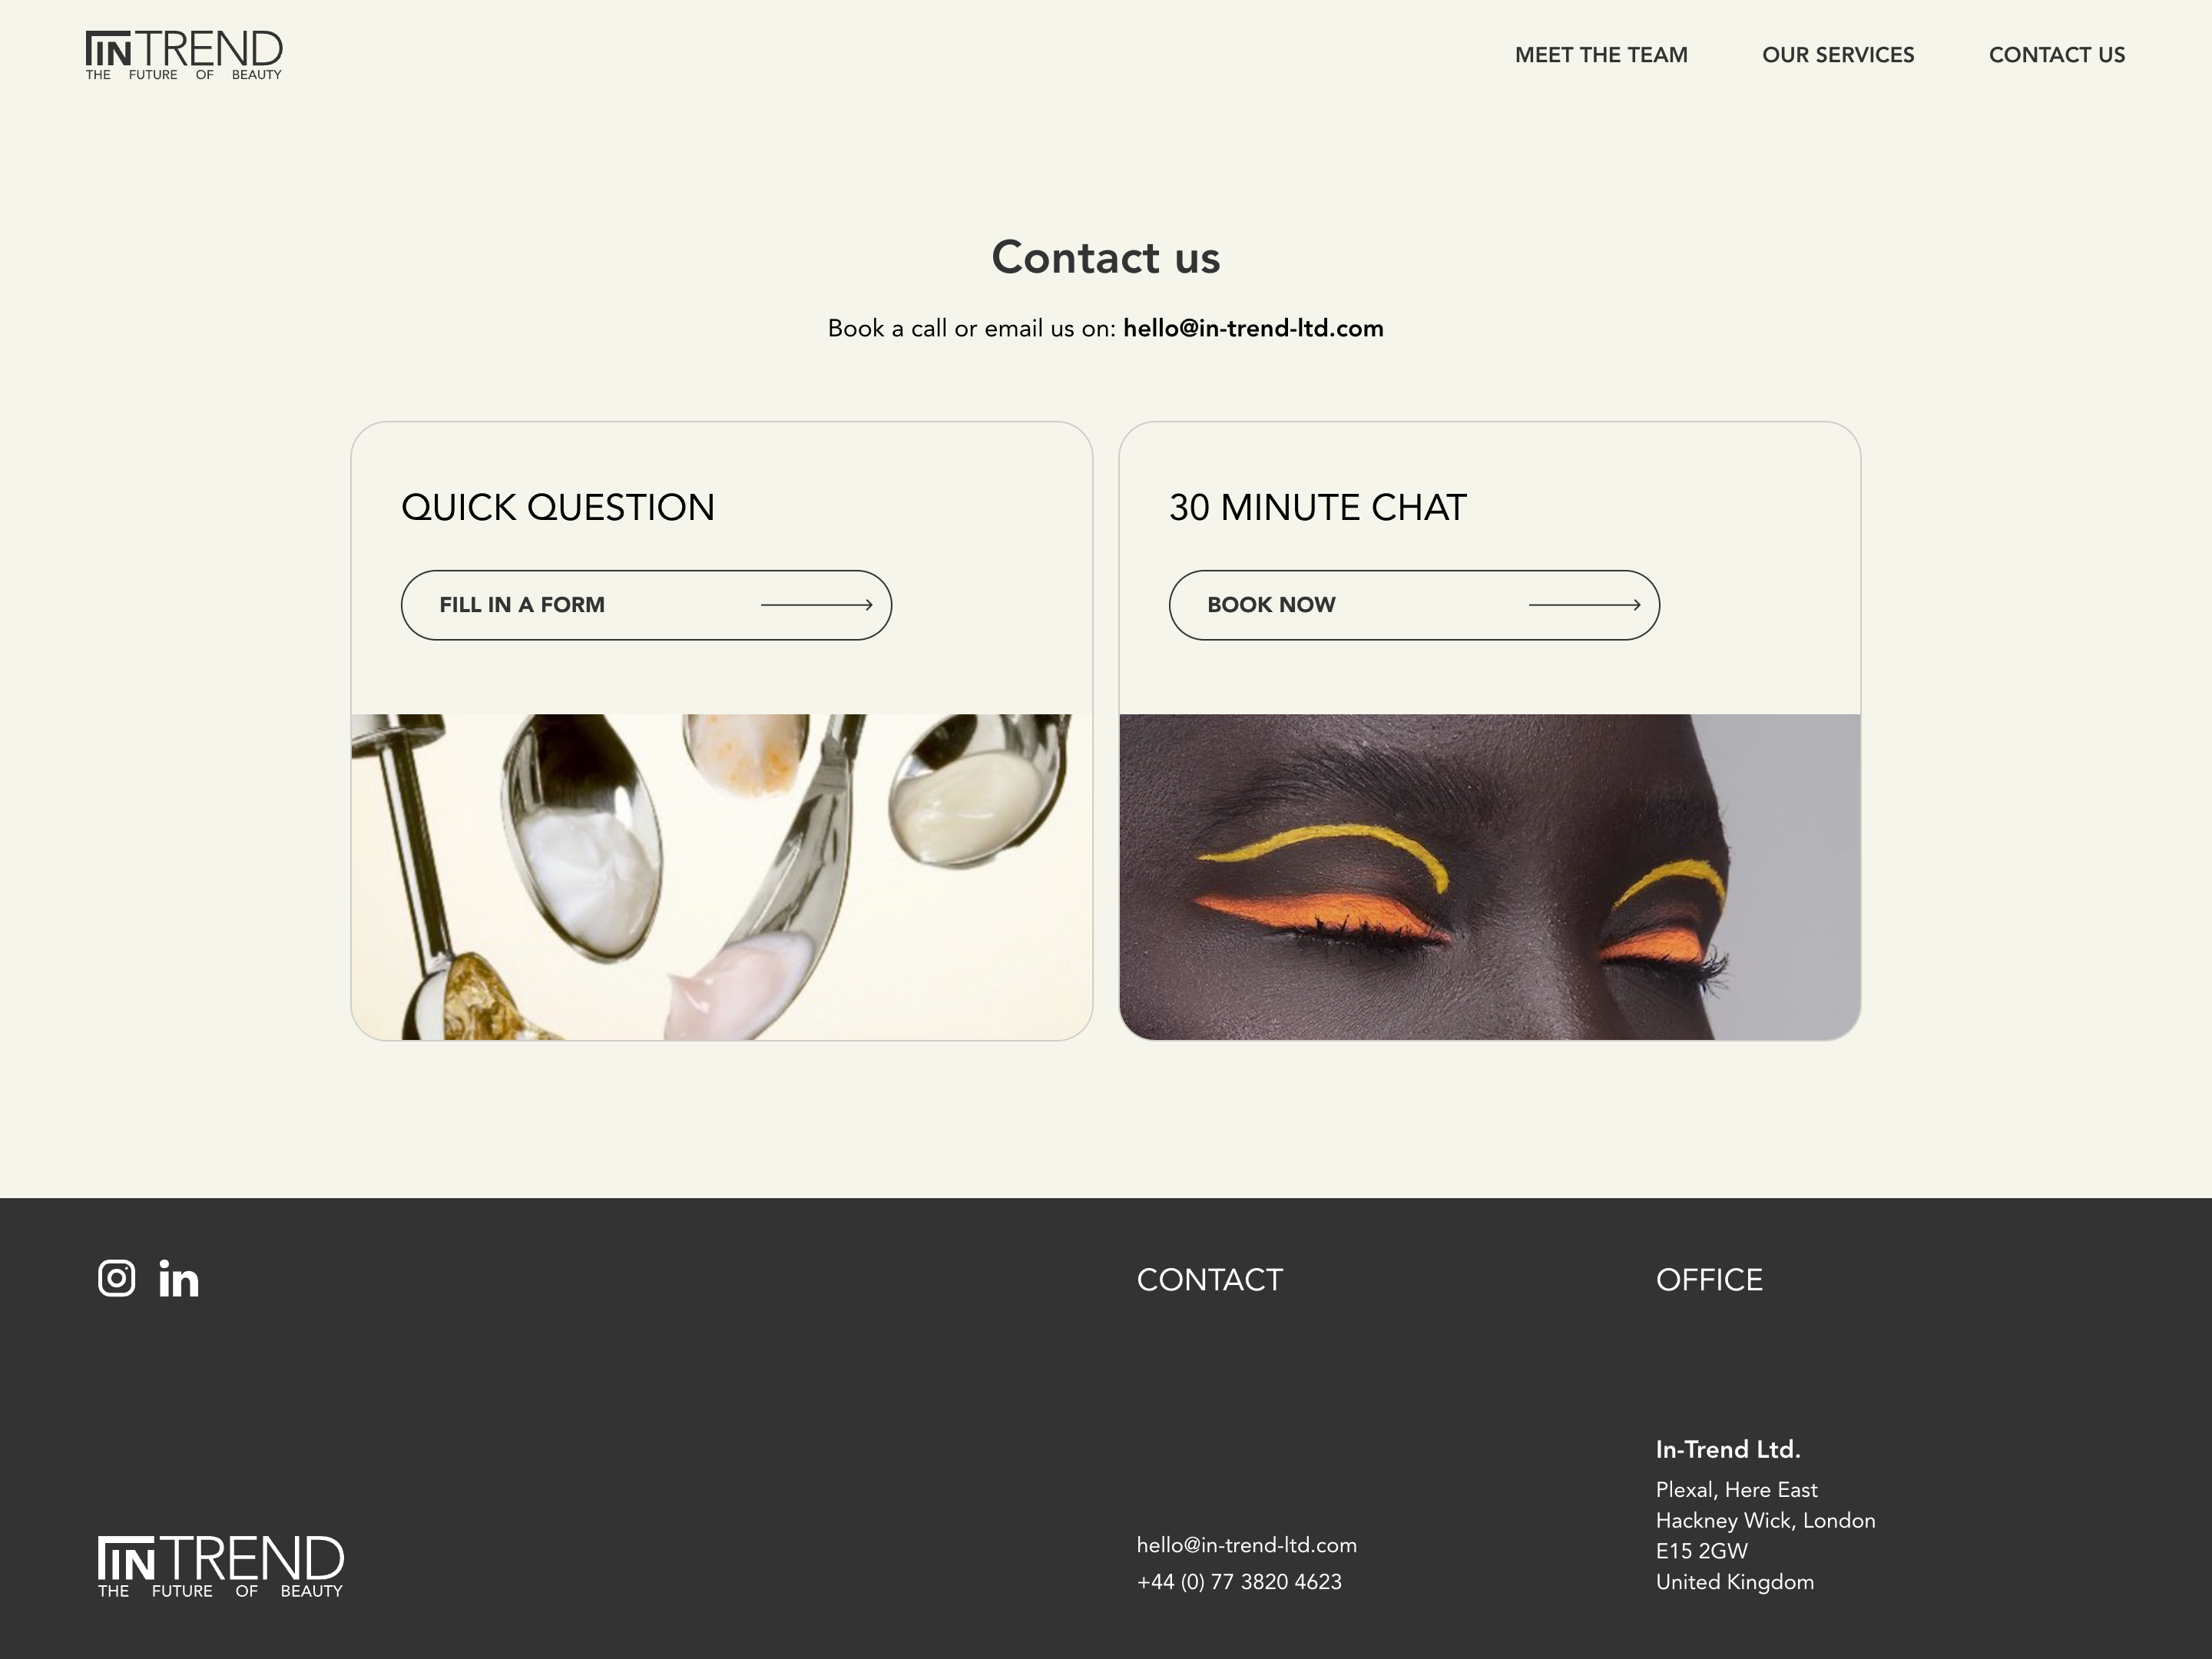 INTREND
THE FUTURE OF BEAUTY
MEET THE TEAM
OUR SERVICES
CONTACT US
Contact us
Book a call or email us on: hello@in-trend-ltd.com
QUICK QUESTION
FILL IN A FORM
30 MINUTE CHAT
BOOK NOW
in
CONTACT
OFFICE
In-Trend Ltd.
Plexal, Here East
Hackney Wick, London
E15 2GW
United Kingdom
hello@in-trend-ltd.com
+44 (0) 77 3820 4623
INTREND
THE FUTURE OF BEAUTY